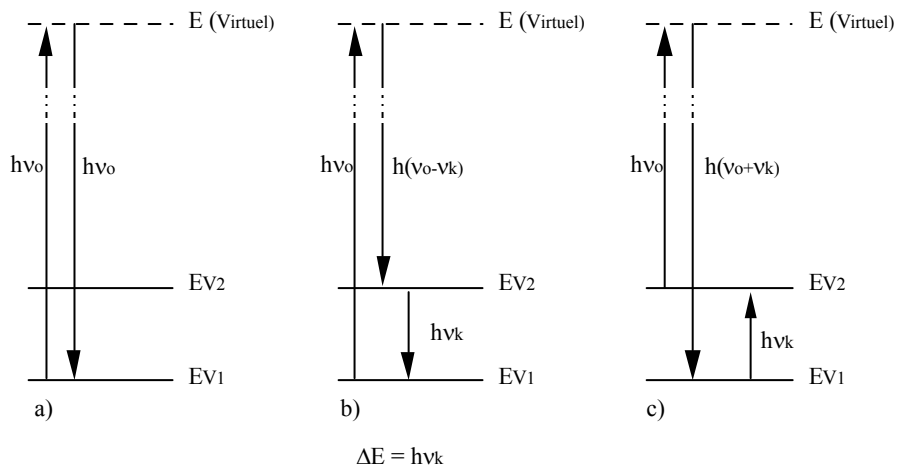 E (Virtuel) E (Virtuel) E (Virtuel)
hνo hνo hνo h(νo-νk) hνo h(νo+νk)
EV2 EV2 EV2
hνk hνk
EV1 EV1 EV1
a) b) c)
ΔE = hνk